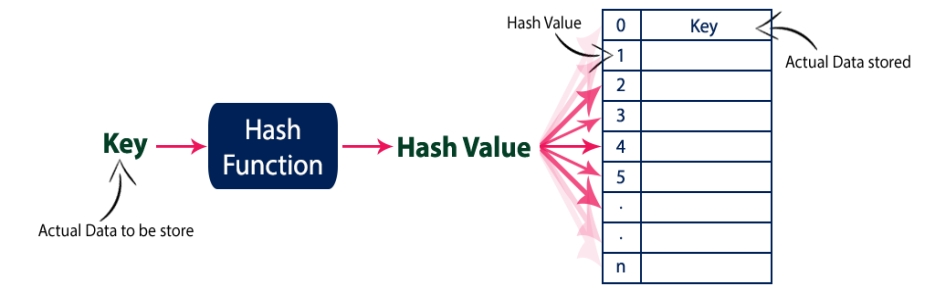 Key
Hash
Function
Hash Value
Actual Data to be store
Hash Value
0 Key
1
2
3
4
5
.
.
n
Actual Data stored